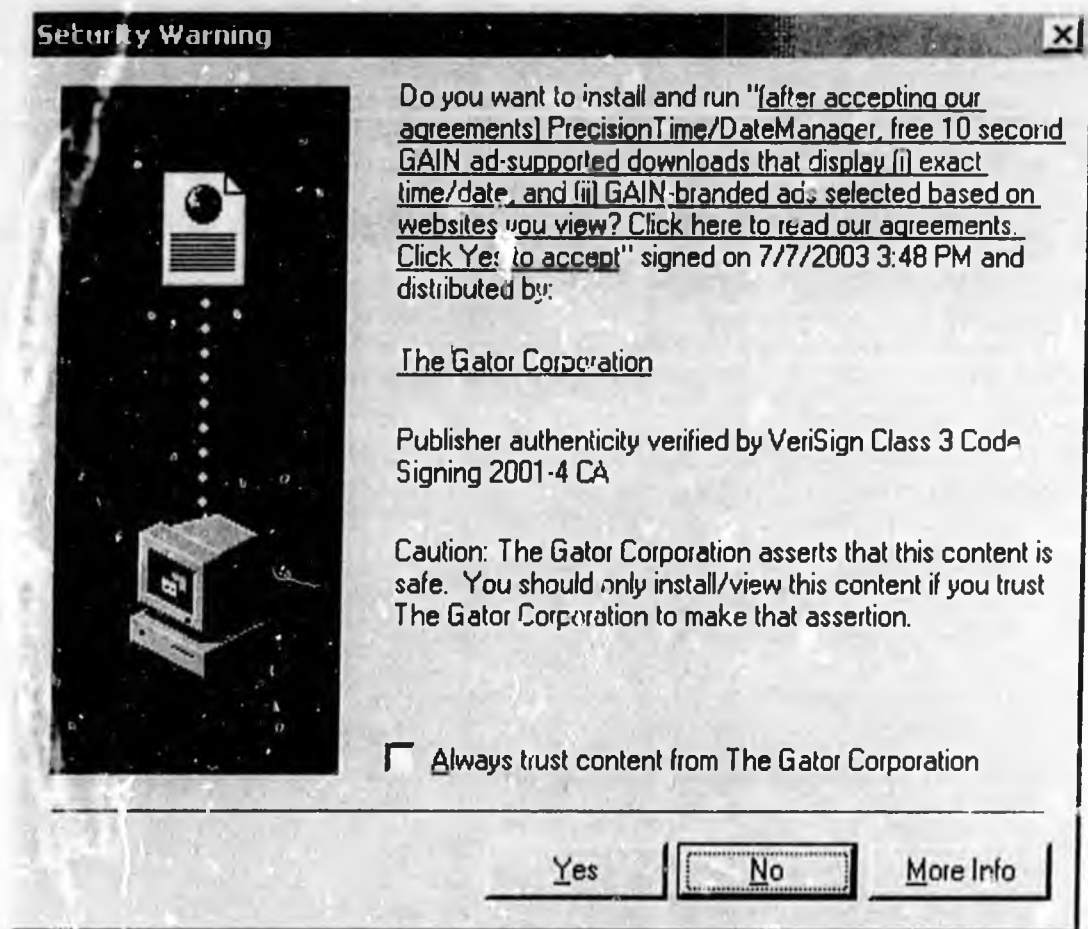 Security Warning
Do you want to install and run "[after accepting our
agreements] PrecisionTime/DateManager, free 10 second
GAIN ad-supported downloads that display (i) exact
time/date, and (ii) GAIN-branded ads selected based on
websites you view? Click here to read our agreements.
Click Yes to accept" signed on 7/7/2003 3:48 PM and
distributed by:
The Gator Corporation
Publisher authenticity verified by VeriSign Class 3 Code
Signing 2001-4 CA
Caution: The Gator Corporation asserts that this content is
safe. You should only install/view this content if you trust
The Gator Corporation to make that assertion.
Always trust content from The Gator Corporation
Yes No More Info